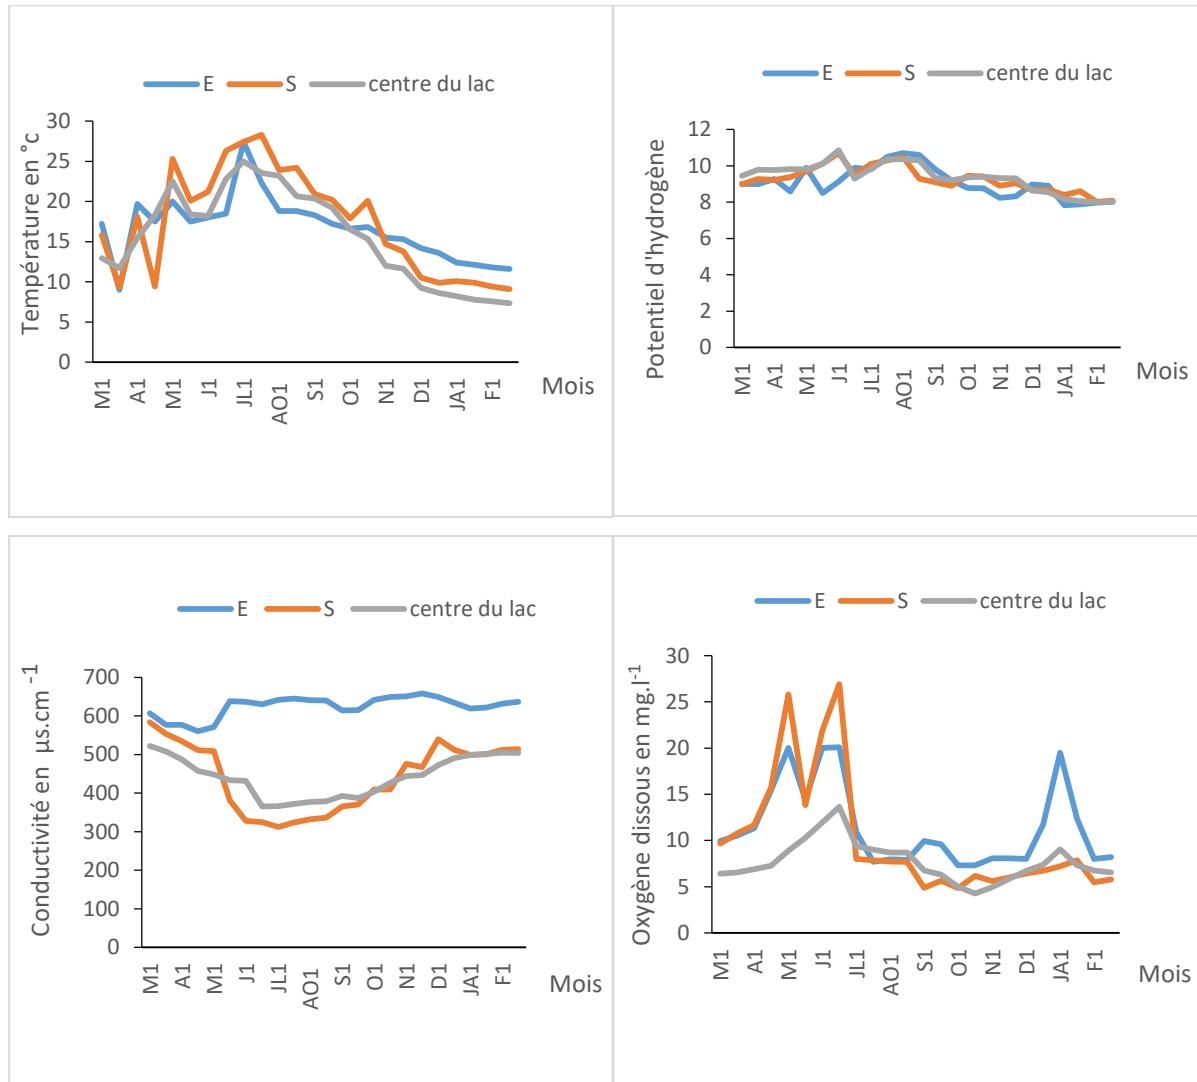 E S centre du lac
Température en °c
30
25
20
15
10
5
0
M1 A1 M1 J1 JL1 AO1 S1 O1 N1 D1 JA1 F1
Mois
E S centre du lac
Potentiel d'hydrogène
12
10
8
6
4
2
0
M1 A1 M1 J1 JL1 AO1 S1 O1 N1 D1 JA1 F1
Mois
E S centre du lac
Conductivité en µs.cm-1
700
600
500
400
300
200
100
0
M1 A1 M1 J1 JL1 AO1 S1 O1 N1 D1 JA1 F1
Mois
E S centre du lac
Oxygène dissous en mg.l-1
30
25
20
15
10
5
0
M1 A1 M1 J1 JL1 AO1 S1 O1 N1 D1 JA1 F1
Mois